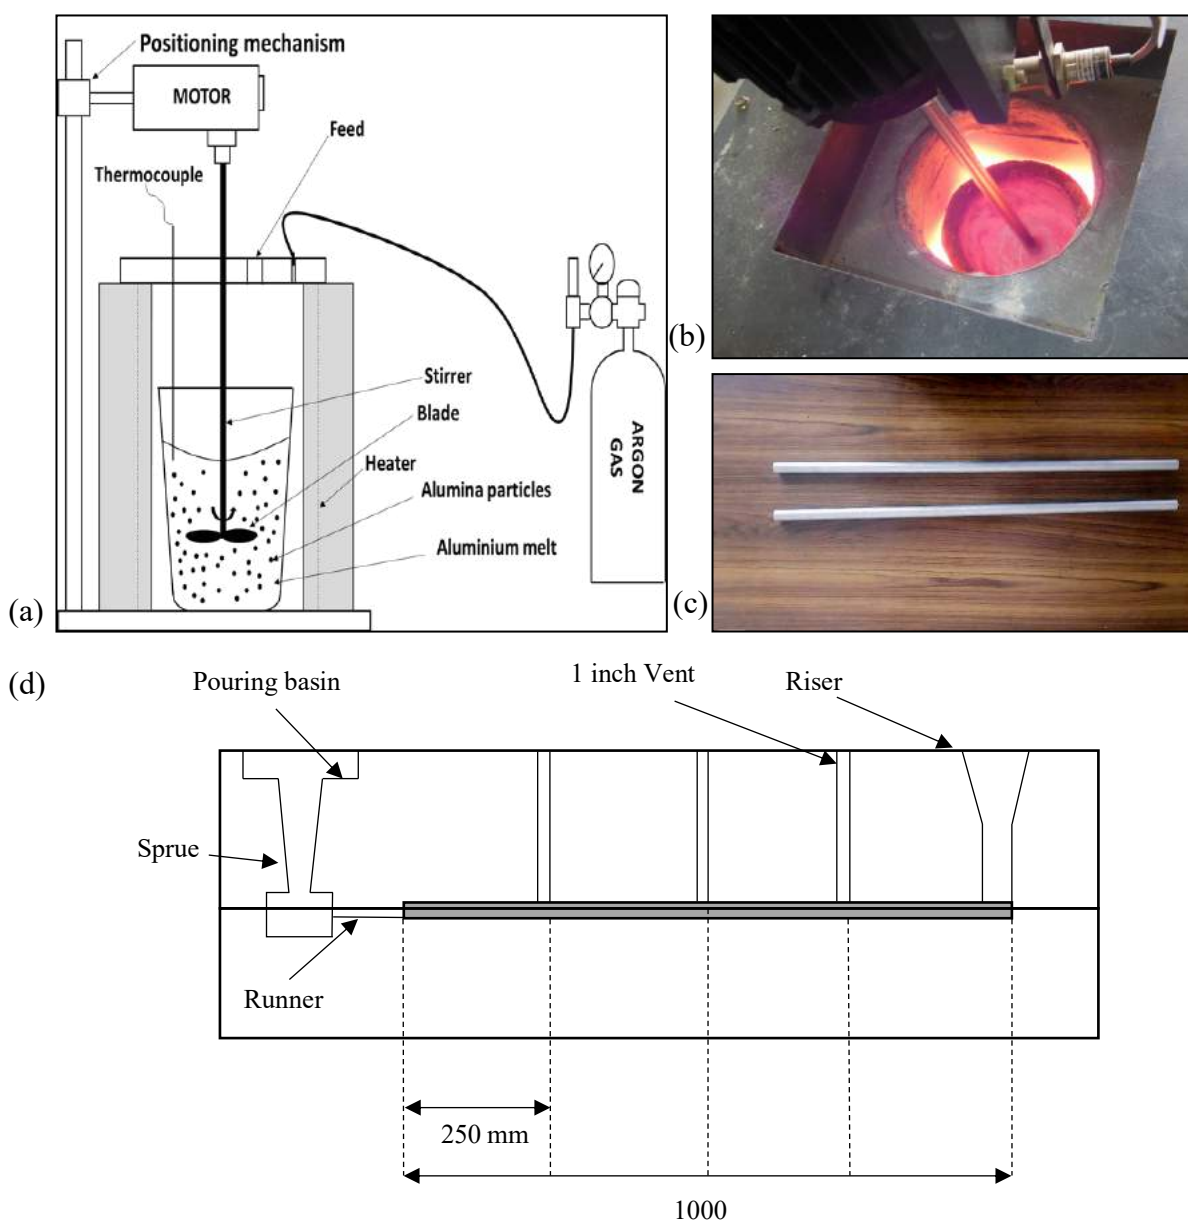 (a)
Positioning mechanism
MOTOR
Feed
Thermocouple
Stirrer
Blade
Heater
Alumina particles
Aluminium melt
ARGON
GAS
(b)
(c)
(d)
Pouring basin
1 inch Vent
Riser
Sprue
Runner
250 mm
1000